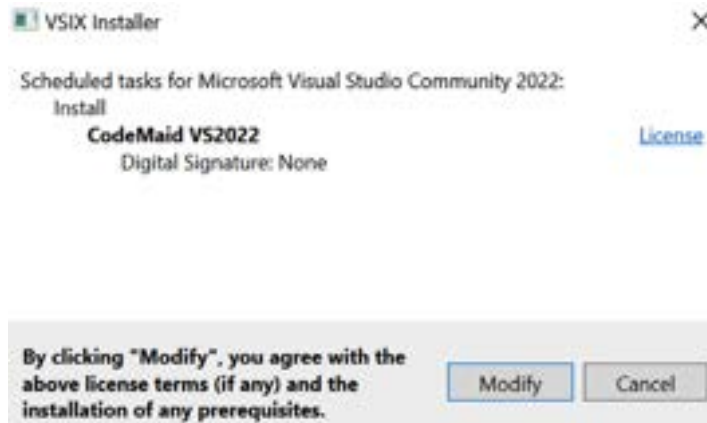 VSIX Installer
Scheduled tasks for Microsoft Visual Studio Community 2022:
Install
CodeMaid VS2022
License
Digital Signature: None
By clicking "Modify", you agree with the
above license terms (if any) and the
installation of any prerequisites.
Modify
Cancel